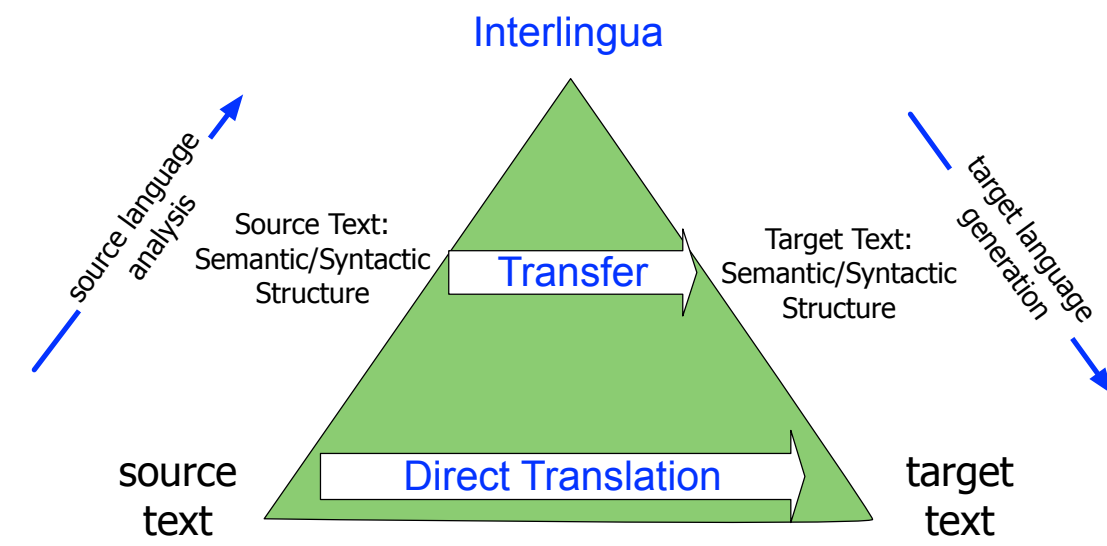 Interlingua
source language
analysis
Source Text:
Semantic/Syntactic
Structure
Transfer
Target Text:
Semantic/Syntactic
Structure
target language
generation
source
text
Direct Translation
target
text